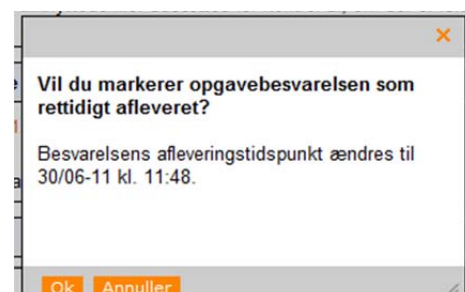 Vil du markerer opgavebesvarelsen som
rettidigt afleveret?
Besvarelsens afleveringstidspunkt ændres til
30/06-11 kl. 11:48.
Ok Annuller